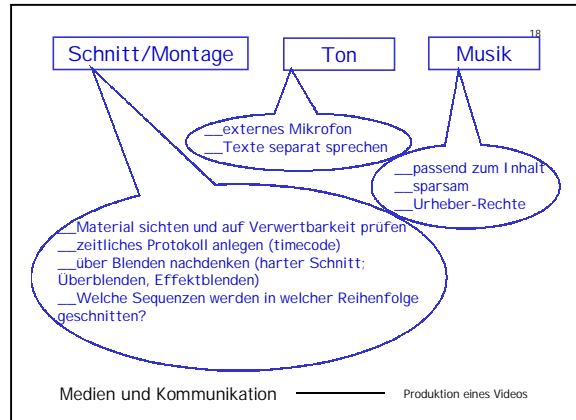 18
Schnitt/Montage
Ton
Musik
__externes Mikrofon
__Texte separat sprechen
__passend zum Inhalt
__sparsam
__Urheber-Rechte
__Material sichten und auf Verwertbarkeit prüfen
__zeitliches Protokoll anlegen (timecode)
__über Blenden nachdenken (harter Schnitt;
Überblenden, Effektblenden)
__Welche Sequenzen werden in welcher Reihenfolge
geschnitten?
Medien und Kommunikation
Produktion eines Videos